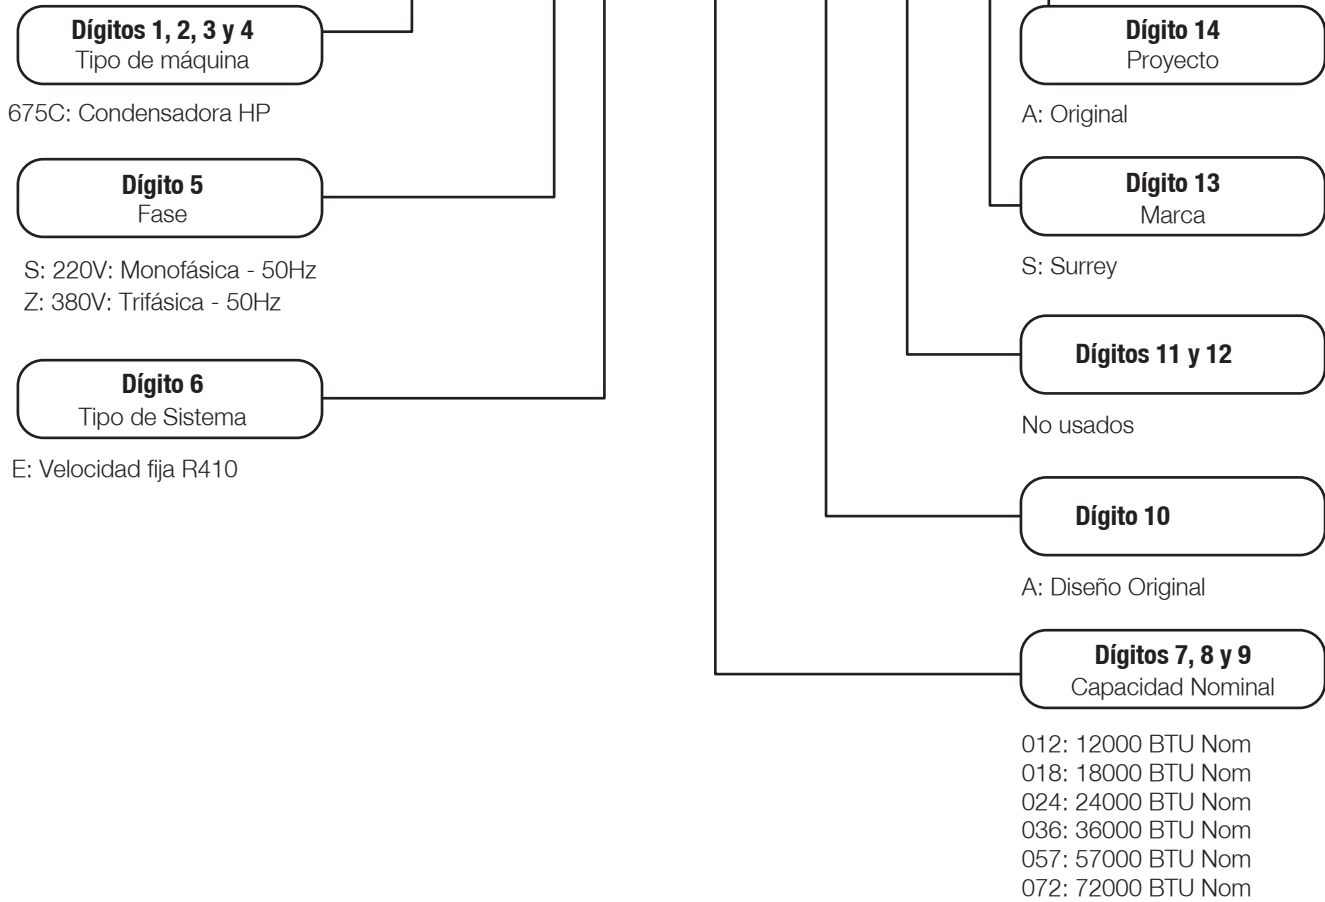 Dígitos 1, 2, 3 y 4
Tipo de máquina
675C: Condensadora HP
Dígito 5
Fase
S: 220V: Monofásica - 50Hz
Z: 380V: Trifásica - 50Hz
Dígito 6
Tipo de Sistema
E: Velocidad fija R410
Dígito 14
Proyecto
A: Original
Dígito 13
Marca
S: Surrey
Dígitos 11 y 12
No usados
Dígito 10
A: Diseño Original
Dígitos 7, 8 y 9
Capacidad Nominal
012: 12000 BTU Nom
018: 18000 BTU Nom
024: 24000 BTU Nom
036: 36000 BTU Nom
057: 57000 BTU Nom
072: 72000 BTU Nom